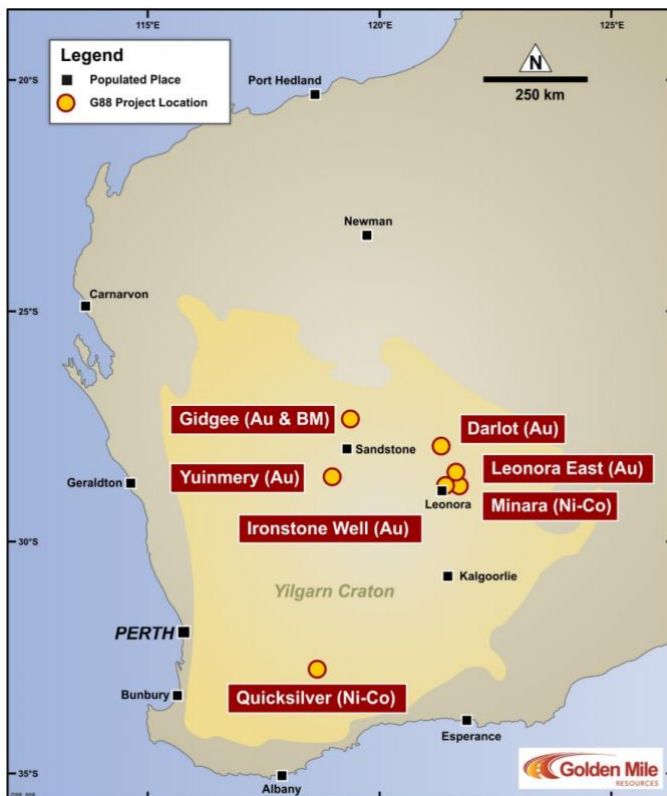 115°E
120°E
125°E
Legend
Populated Place
G88 Project Location
N
250 km
20°S
Port Hedland
Newman
25°S
Carnarvon
Gidgee (Au & BM)
Darlot (Au)
Sandstone
Leonora East (Au)
Yuinmery (Au)
Geraldton
Leonora
Minara (Ni-Co)
Ironstone Well (Au)
30°S
Kalgoorlie
Yilgarn Craton
PERTH
Bunbury
Quicksilver (Ni-Co)
Esperance
Golden Mile
RESOURCES
35°S
Albany